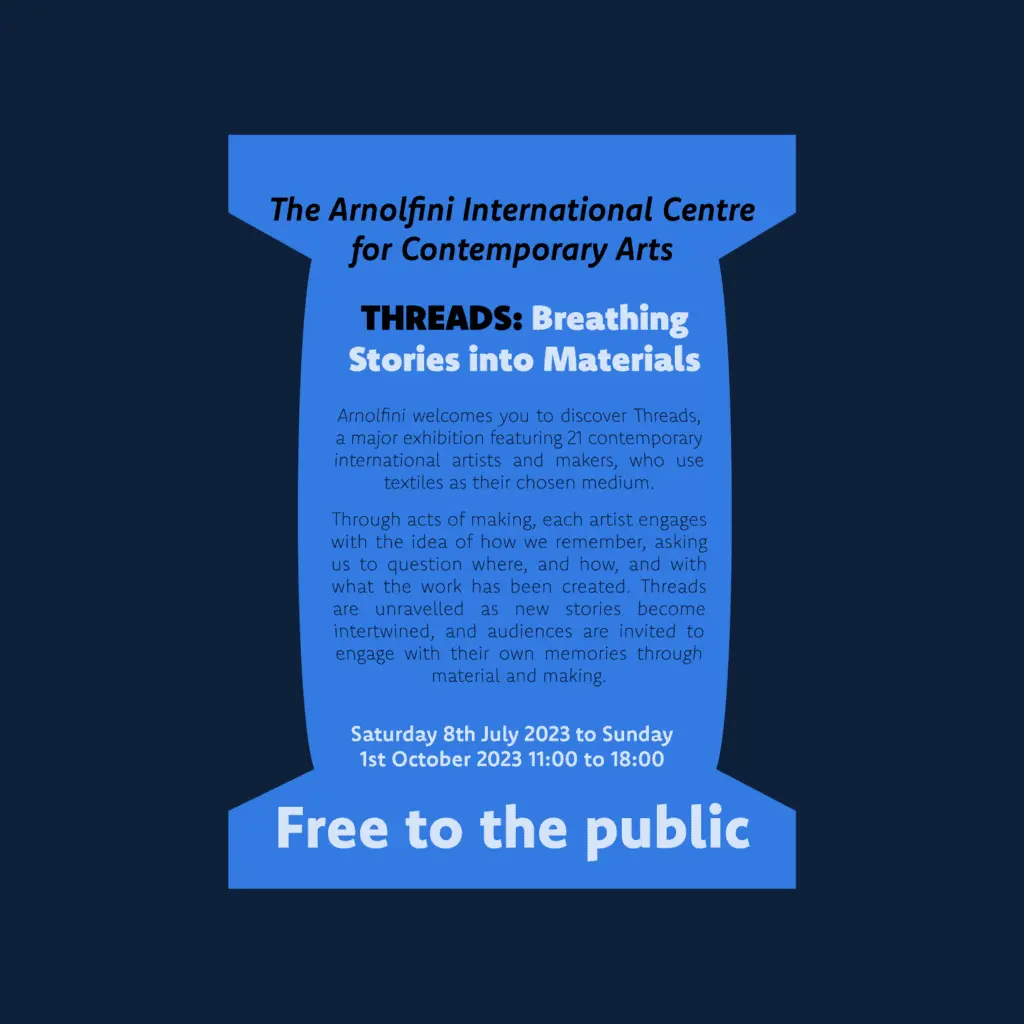 The Arnolfini International Centre
for Contemporary Arts
THREADS: Breathing
Stories into Materials
Arnolfini welcomes you to discover Threads,
a major exhibition featuring 21 contemporary
international artists and makers, who use
textiles as their chosen medium.
Through acts of making, each artist engages
with the idea of how we remember, asking
us to question where, and how, and with
what the work has been created. Threads
are unravelled as new stories become
intertwined, and audiences are invited to
engage with their own memories through
material and making.
Saturday 8th July 2023 to Sunday
1st October 2023 11:00 to 18:00
Free to the public